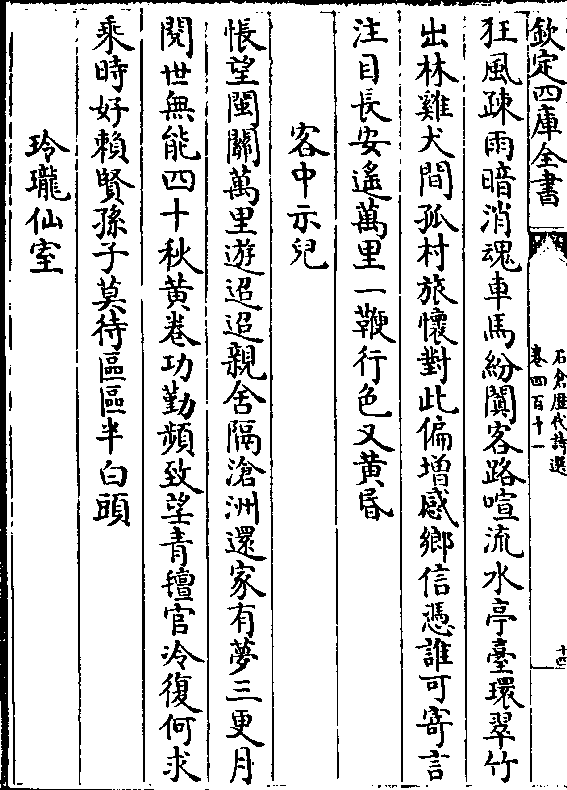 欽定四庫全書
石倉歷代詩選
卷四百十一
十四
狂風疎雨暗消魂車馬紛闐客路喧流水亭臺環翠竹
出林雞犬間孤村旅懷對此偏增感鄉信憑誰可寄言
注目長安遙萬里一鞭行色又黄昏
客中示兒
悵望閩關萬里遊迢迢親舍隔滄洲還家有夢三更月
閱世無能四十秋黄卷功勤頻致望青氊官冷復何求
乘時好賴賢孫子莫待區區半白頭
玲瓏仙室